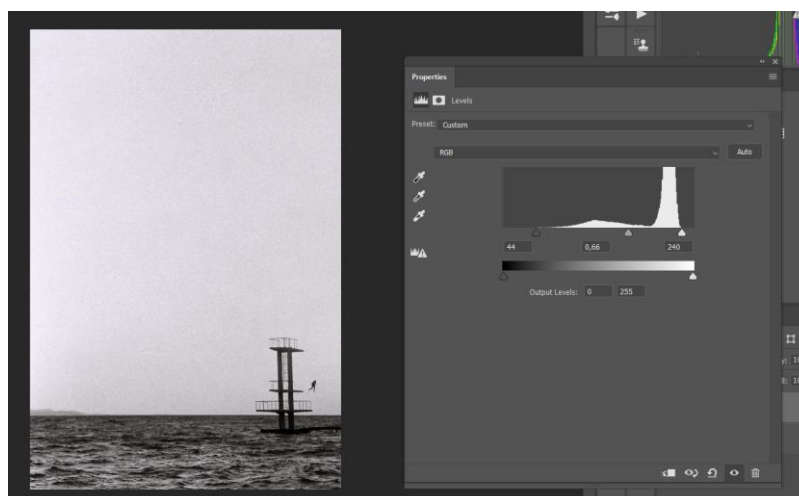 Properties
Levels
Preset: Custom
RGB Auto
44 0,66 240
Output Levels: 0 255